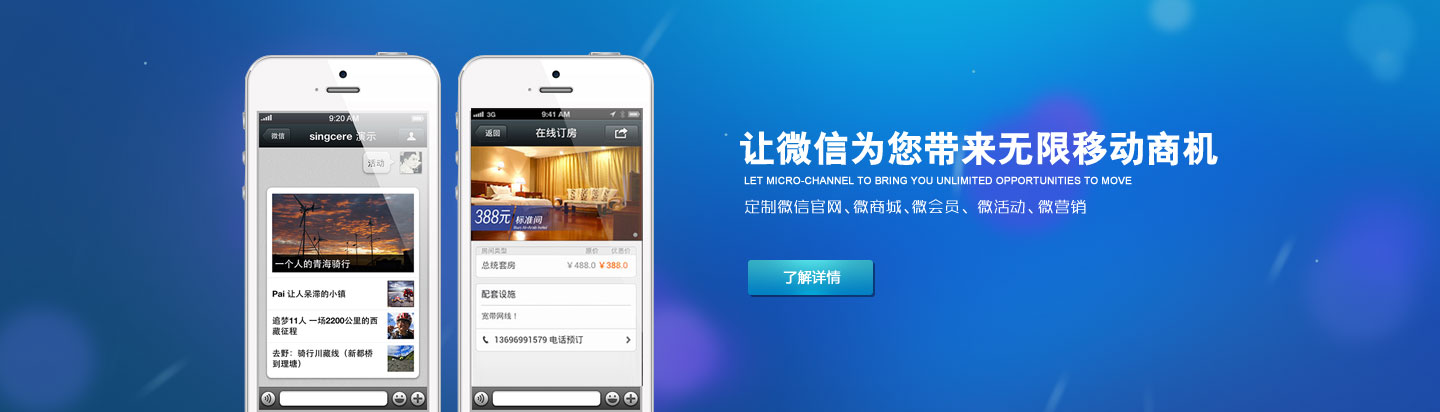 9:20 AM
微信
singcere 演示
活动
一个人的青海骑行
Pai 让人呆滞的小镇
追梦11人 一场2200公里的西
藏征程
去野：骑行川藏线（新都桥
到理塘）
3G
9:41 AM
返回
在线订房
388元
标准间
房间类型
原价
优惠价
总统套房
￥488.0
￥388.0
配套设施
宽带网线！
13696991579 电话预订
让微信为您带来无限移动商机
LET MICRO-CHANNEL TO BRING YOU UNLIMITED OPPORTUNITIES TO MOVE
定制微信官网、微商城、微会员、微活动、微营销
了解详情